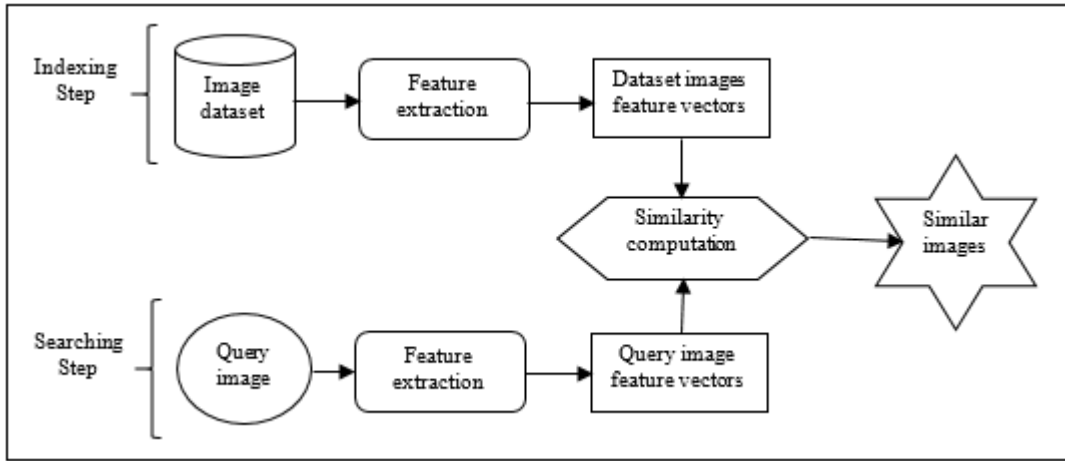 Indexing
Step
Image
dataset
Feature
extraction
Dataset images
feature vectors
Similarity
computation
Similar
images
Searching
Step
Query
image
Feature
extraction
Query image
feature vectors